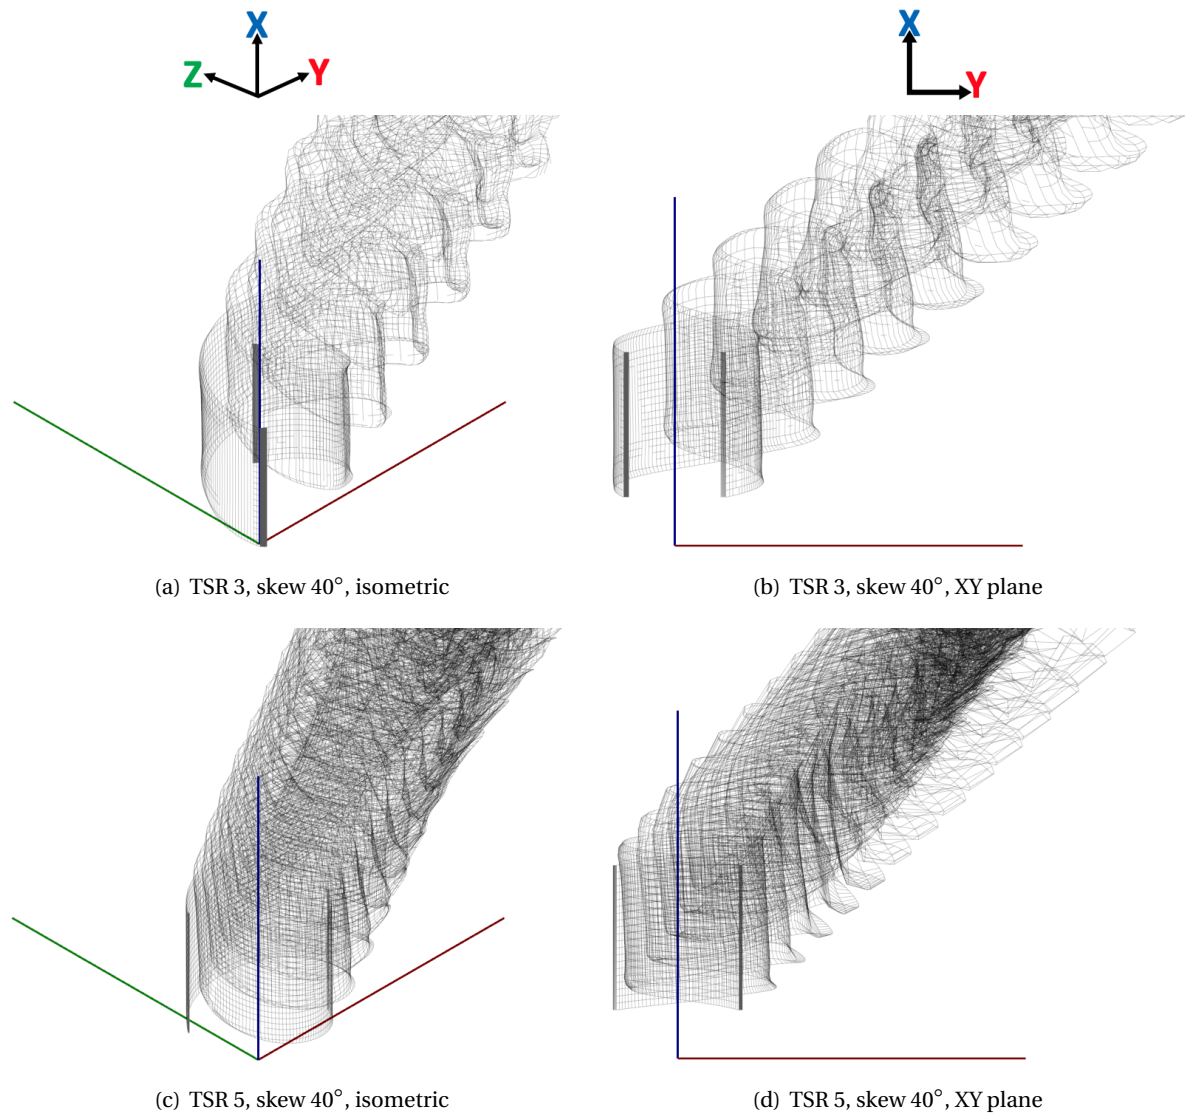 X
X
Z
Y
Y
(a) TSR 3, skew 40°, isometric
(b) TSR 3, skew 40°, XY plane
(c) TSR 5, skew 40°, isometric
(d) TSR 5, skew 40°, XY plane